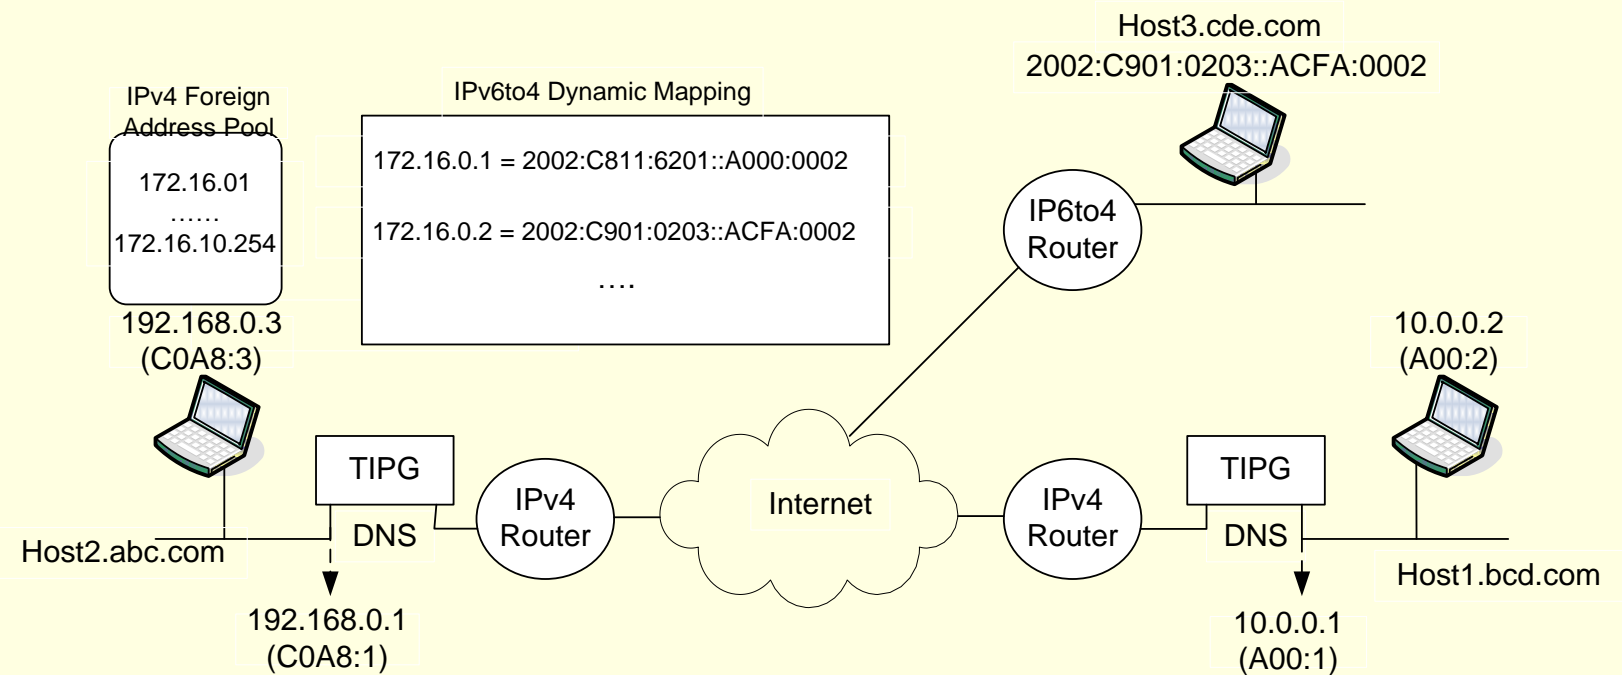 Host3.cde.com
2002:C901:0203::ACFA:0002
IPv4 Foreign
Address Pool
172.16.01
......
172.16.10.254
IPv6to4 Dynamic Mapping
172.16.0.1 = 2002:C811:6201::A000:0002
172.16.0.2 = 2002:C901:0203::ACFA:0002
....
IP6to4
Router
192.168.0.3
(C0A8:3)
10.0.0.2
(A00:2)
TIPG
DNS
IPv4
Router
Internet
IPv4
Router
TIPG
DNS
Host2.abc.com
Host1.bcd.com
192.168.0.1
(C0A8:1)
10.0.0.1
(A00:1)